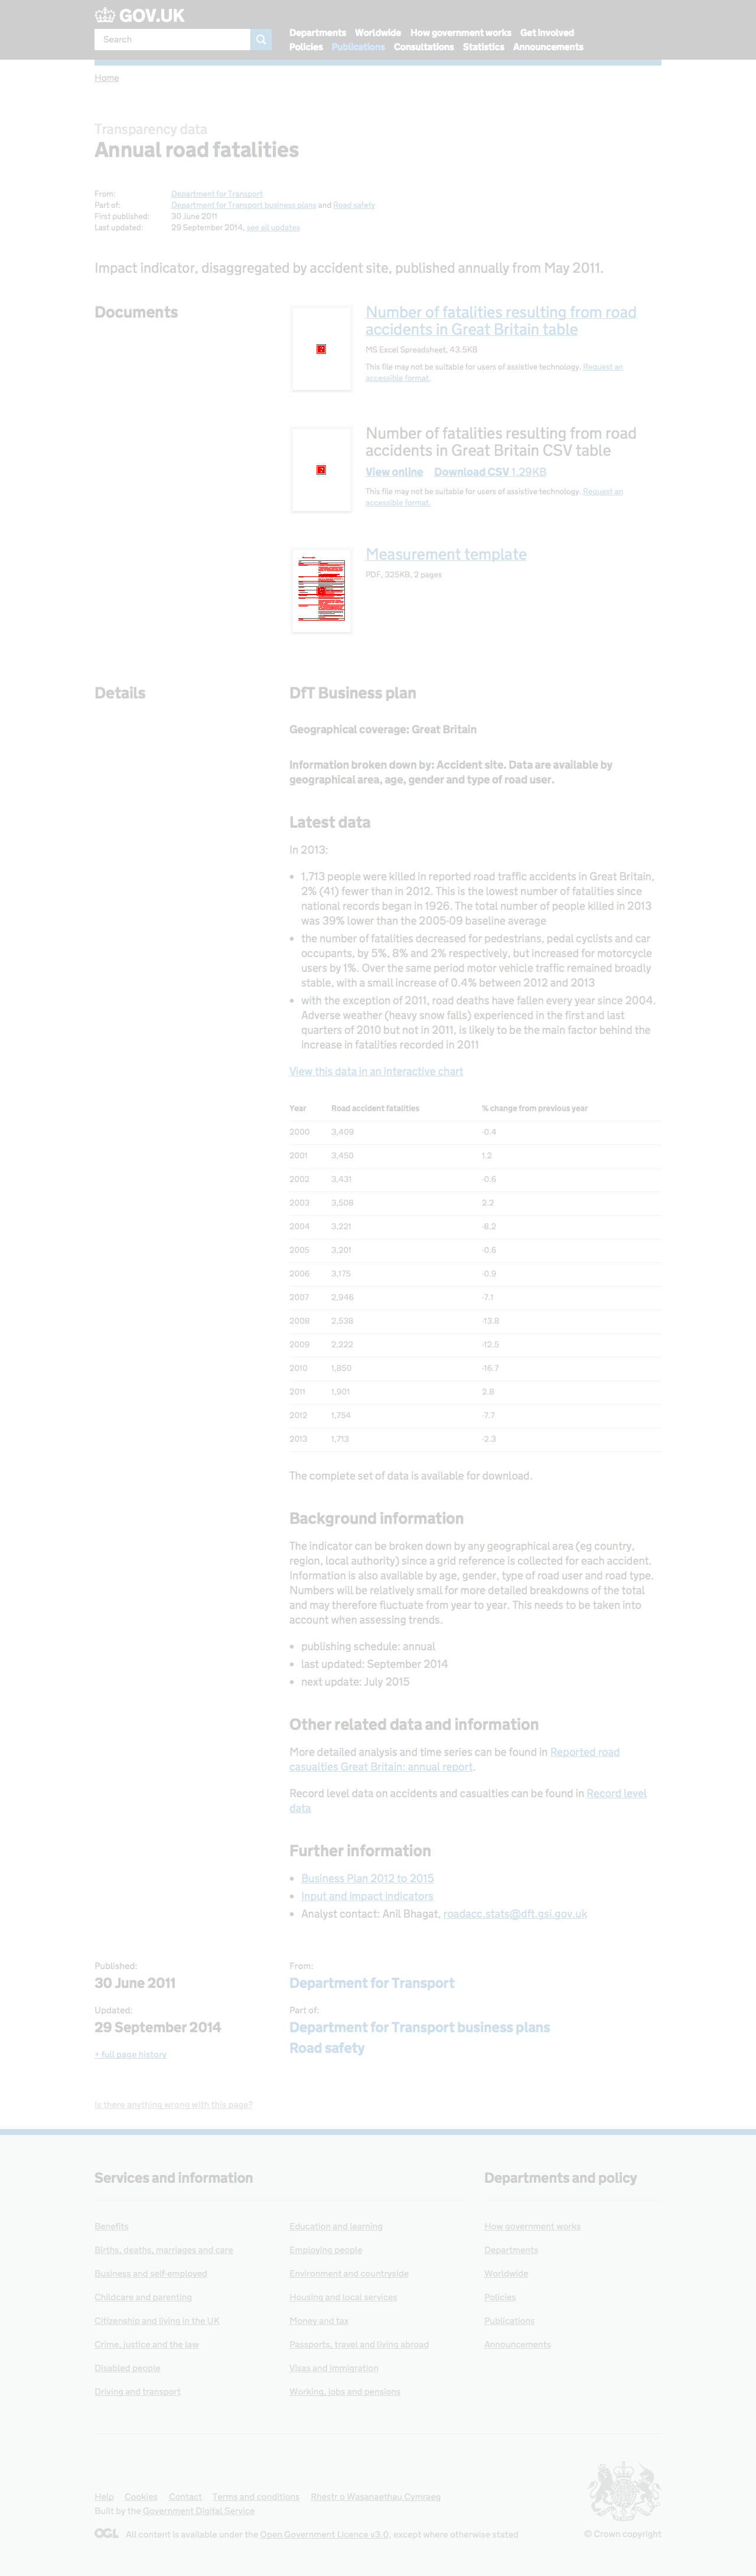 GOV.UK
Search
Departments Worldwide How government works Get involved
Policies Publications Consultations Statistics Announcements
Home
Transparency data
Annual road fatalities
From: Department for Transport
Part of: Department for Transport business plans and Road safety
First published: 30 June 2011
Last updated: 29 September 2014, see all updates
Impact indicator, disaggregated by accident site, published annually from May 2011.
Documents
Number of fatalities resulting from road
accidents in Great Britain table
MS Excel Spreadsheet, 43.5KB
This file may not be suitable for users of assistive technology. Request an
accessible format.
Number of fatalities resulting from road
accidents in Great Britain CSV table
View online Download CSV 1.29KB
This file may not be suitable for users of assistive technology. Request an
accessible format.
Measurement template
PDF, 325KB, 2 pages
Details
DfT Business plan
Geographical coverage: Great Britain
Information broken down by: Accident site. Data are available by
geographical area, age, gender and type of road user.
Latest data
In 2013:
• 1,713 people were killed in reported road traffic accidents in Great Britain,
2% (41) fewer than in 2012. This is the lowest number of fatalities since
national records began in 1926. The total number of people killed in 2013
was 39% lower than the 2005-09 baseline average
• the number of fatalities decreased for pedestrians, pedal cyclists and car
occupants, by 5%, 8% and 2% respectively, but increased for motorcycle
users by 1%. Over the same period motor vehicle traffic remained broadly
stable, with a small increase of 0.4% between 2012 and 2013
• with the exception of 2011, road deaths have fallen every year since 2004.
Adverse weather (heavy snow falls) experienced in the first and last
quarters of 2010 but not in 2011, is likely to be the main factor behind the
increase in fatalities recorded in 2011
View this data in an interactive chart
Year Road accident fatalities % change from previous year
2000 3,409 -0.4
2001 3,450 1.2
2002 3,431 -0.6
2003 3,508 2.2
2004 3,221 -8.2
2005 3,201 -0.6
2006 3,175 -0.9
2007 2,946 -7.1
2008 2,538 -13.8
2009 2,222 -12.5
2010 1,850 -16.7
2011 1,901 2.8
2012 1,754 -7.7
2013 1,713 -2.3
The complete set of data is available for download.
Background information
The indicator can be broken down by any geographical area (eg country,
region, local authority) since a grid reference is collected for each accident.
Information is also available by age, gender, type of road user and road type.
Numbers will be relatively small for more detailed breakdowns of the total
and may therefore fluctuate from year to year. This needs to be taken into
account when assessing trends.
• publishing schedule: annual
• last updated: September 2014
• next update: July 2015
Other related data and information
More detailed analysis and time series can be found in Reported road
casualties Great Britain: annual report.
Record level data on accidents and casualties can be found in Record level
data
Further information
• Business Plan 2012 to 2015
• Input and impact indicators
• Analyst contact: Anil Bhagat, roadacc.stats@dft.gsi.gov.uk
Published:
30 June 2011
Updated:
29 September 2014
+ full page history
From:
Department for Transport
Part of:
Department for Transport business plans
Road safety
Is there anything wrong with this page?
Services and information
Benefits
Births, deaths, marriages and care
Business and self-employed
Childcare and parenting
Citizenship and living in the UK
Crime, justice and the law
Disabled people
Driving and transport
Education and learning
Employing people
Environment and countryside
Housing and local services
Money and tax
Passports, travel and living abroad
Visas and immigration
Working, jobs and pensions
Departments and policy
How government works
Departments
Worldwide
Policies
Publications
Announcements
Help Cookies Contact Terms and conditions Rhestr o Wasanaethau Cymraeg
Built by the Government Digital Service
OGL All content is available under the Open Government Licence v3.0, except where otherwise stated
© Crown copyright